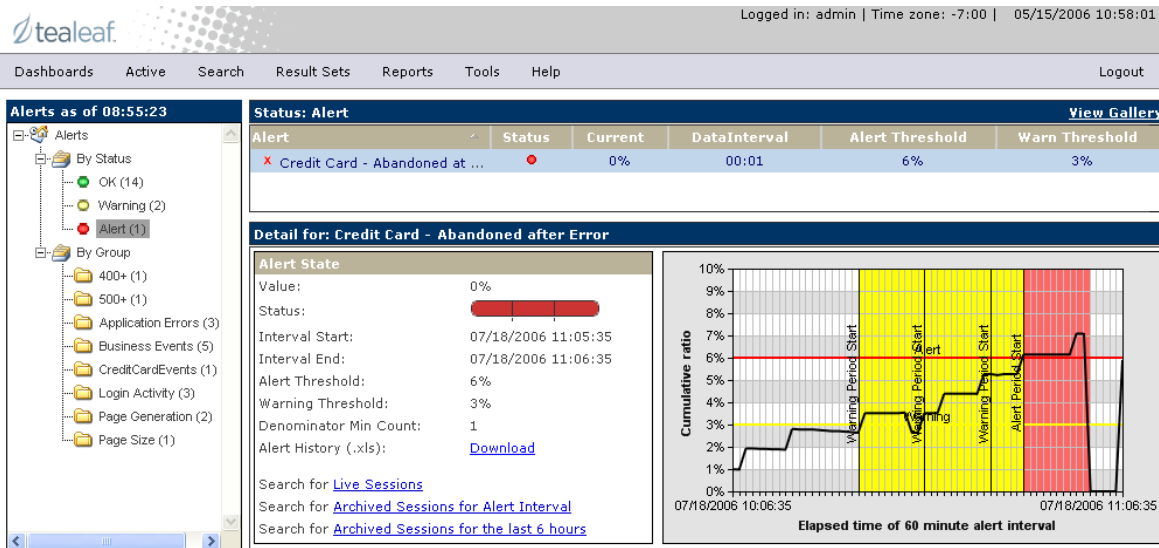 Logged in: admin | Time zone: -7:00 | 05/15/2006 10:58:01
tealeaf.
Dashboards Active Search Result Sets Reports Tools Help Logout
Alerts as of 08:55:23
Alerts
By Status
OK (14)
Warning (2)
Alert (1)
By Group
400+ (1)
500+ (1)
Application Errors (3)
Business Events (5)
CreditCardEvents (1)
Login Activity (3)
Page Generation (2)
Page Size (1)
Status: Alert View Gallery
Alert Status Current DataInterval Alert Threshold Warn Threshold
x Credit Card - Abandoned at ... 0% 00:01 6% 3%
Detail for: Credit Card - Abandoned after Error
Alert State
Value: 0%
Status:
Interval Start: 07/18/2006 11:05:35
Interval End: 07/18/2006 11:06:35
Alert Threshold: 6%
Warning Threshold: 3%
Denominator Min Count: 1
Alert History (.xls): Download
Search for Live Sessions
Search for Archived Sessions for Alert Interval
Search for Archived Sessions for the last 6 hours
Cumulative ratio
10%
9%
8%
7%
6%
5%
4%
3%
2%
1%
0%
Warning Period Start
Warning Period Start
Warning Period Start
Alert Period Start
Alert
Warning
07/18/2006 10:06:35 07/18/2006 11:06:35
Elapsed time of 60 minute alert interval